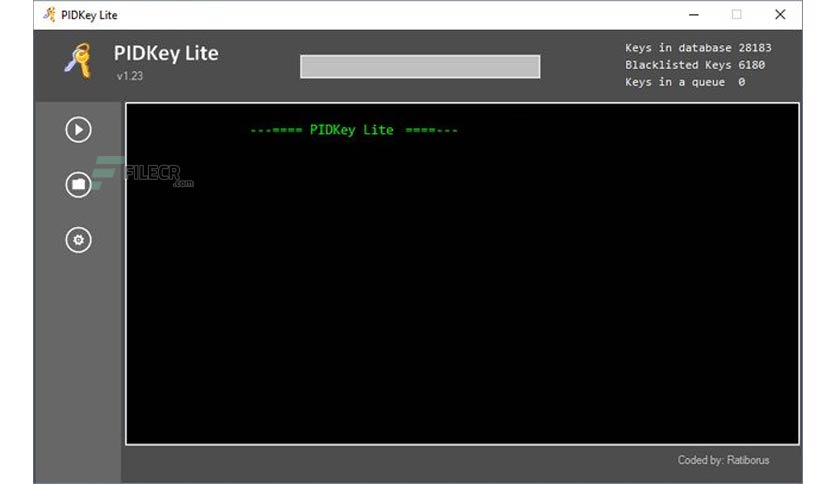 PIDKey Lite
PIDKey Lite
v1.23
Keys in database 28183
Blacklisted Keys 6180
Keys in a queue 0
---==== PIDKey Lite ====---
FILECR
.com
Coded by: Ratiborus